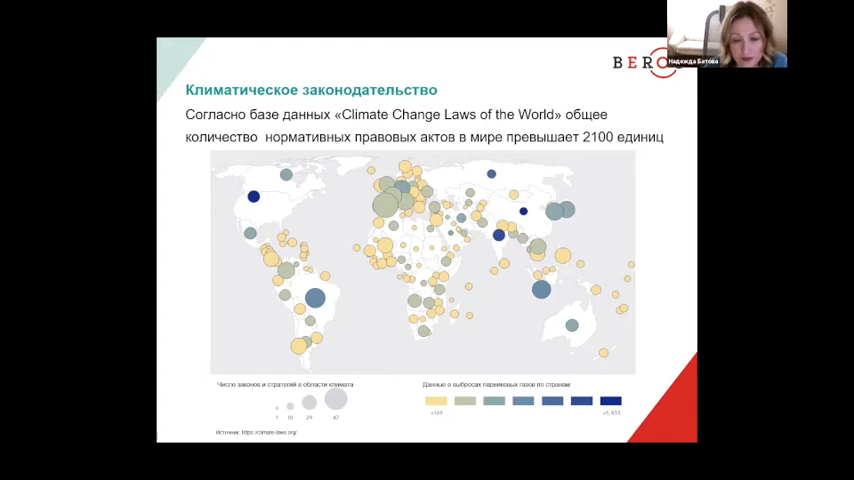 Надежда Батова
BERO
Климатическое законодательство
Согласно базе данных «Climate Change Laws of the World» общее
количество нормативных правовых актов в мире превышает 2100 единиц
Число законов и стратегий в области климата
Данные о выбросах парниковых газов по странам
1 10 29 47
Источник: https://climate-laws.org/